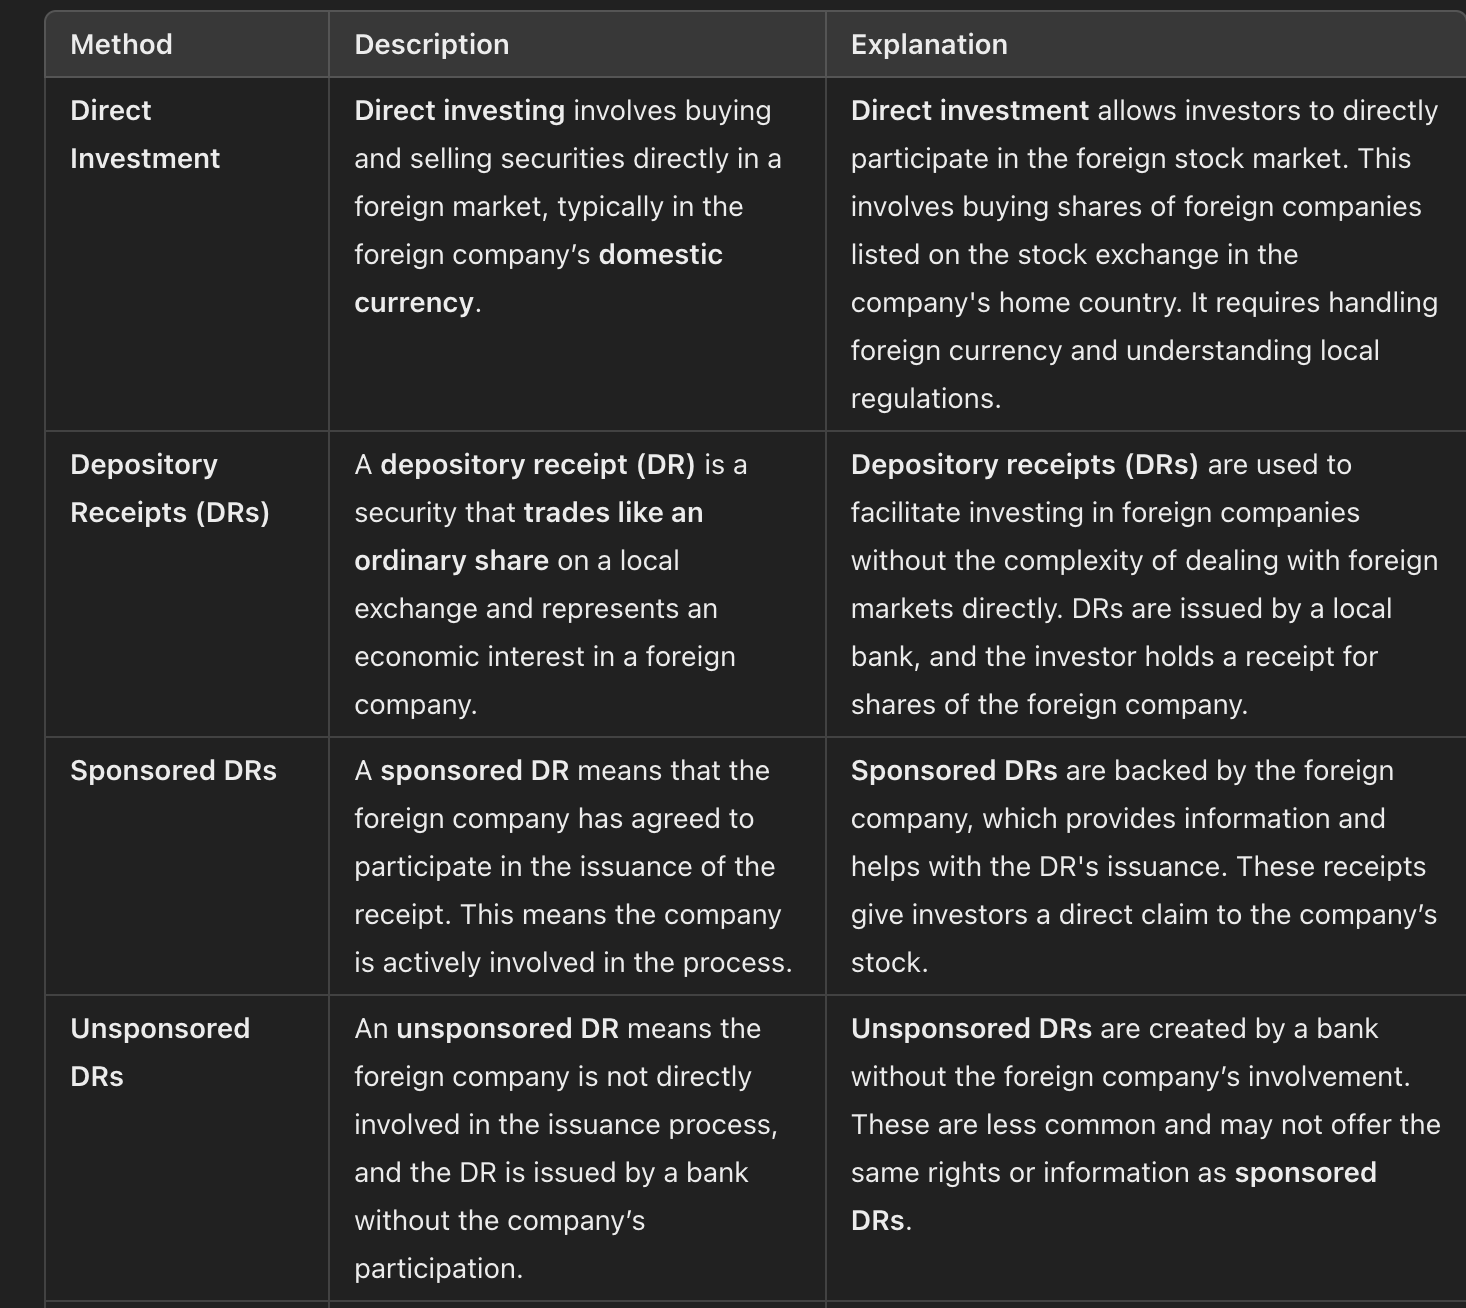 Method
Description
Explanation
Direct
Investment
Direct investing involves buying
and selling securities directly in a
foreign market, typically in the
foreign company’s domestic
currency.
Direct investment allows investors to directly
participate in the foreign stock market. This
involves buying shares of foreign companies
listed on the stock exchange in the
company's home country. It requires handling
foreign currency and understanding local
regulations.
Depository
Receipts (DRs)
A depository receipt (DR) is a
security that trades like an
ordinary share on a local
exchange and represents an
economic interest in a foreign
company.
Depository receipts (DRs) are used to
facilitate investing in foreign companies
without the complexity of dealing with foreign
markets directly. DRs are issued by a local
bank, and the investor holds a receipt for
shares of the foreign company.
Sponsored DRs
A sponsored DR means that the
foreign company has agreed to
participate in the issuance of the
receipt. This means the company
is actively involved in the process.
Sponsored DRs are backed by the foreign
company, which provides information and
helps with the DR's issuance. These receipts
give investors a direct claim to the company’s
stock.
Unsponsored
DRs
An unsponsored DR means the
foreign company is not directly
involved in the issuance process,
and the DR is issued by a bank
without the company’s
participation.
Unsponsored DRs are created by a bank
without the foreign company’s involvement.
These are less common and may not offer the
same rights or information as sponsored
DRs.